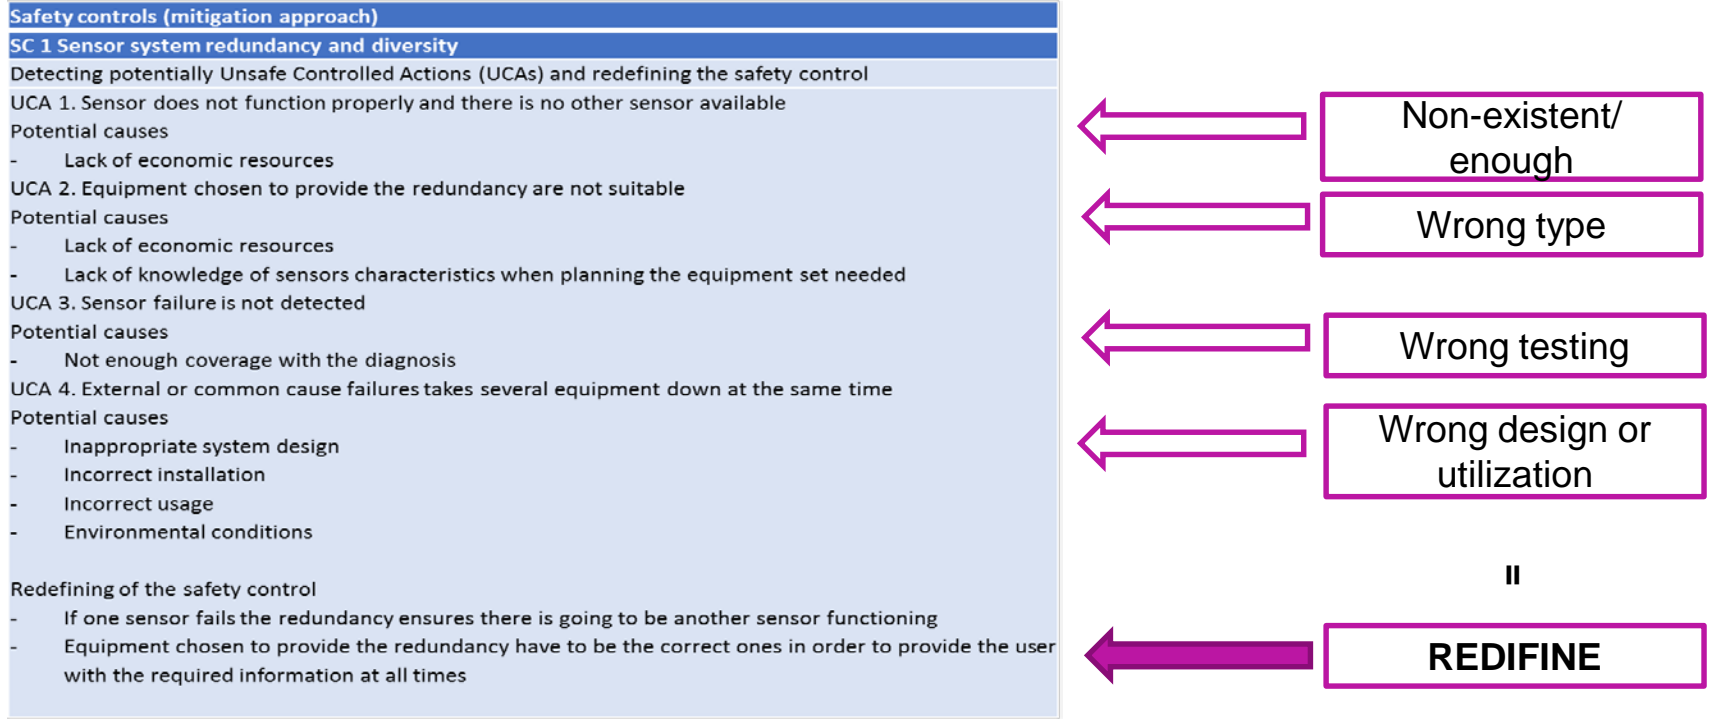 Safety controls (mitigation approach)
SC 1 Sensor system redundancy and diversity
Detecting potentially Unsafe Controlled Actions (UCAs) and redefining the safety control
UCA 1. Sensor does not function properly and there is no other sensor available
Potential causes
- Lack of economic resources
UCA 2. Equipment chosen to provide the redundancy are not suitable
Potential causes
- Lack of economic resources
- Lack of knowledge of sensors characteristics when planning the equipment set needed
UCA 3. Sensor failure is not detected
Potential causes
- Not enough coverage with the diagnosis
UCA 4. External or common cause failures takes several equipment down at the same time
Potential causes
- Inappropriate system design
- Incorrect installation
- Incorrect usage
- Environmental conditions
Redefining of the safety control
- If one sensor fails the redundancy ensures there is going to be another sensor functioning
- Equipment chosen to provide the redundancy have to be the correct ones in order to provide the user
with the required information at all times
Non-existent/
enough
Wrong type
Wrong testing
Wrong design or
utilization
=
REDIFINE